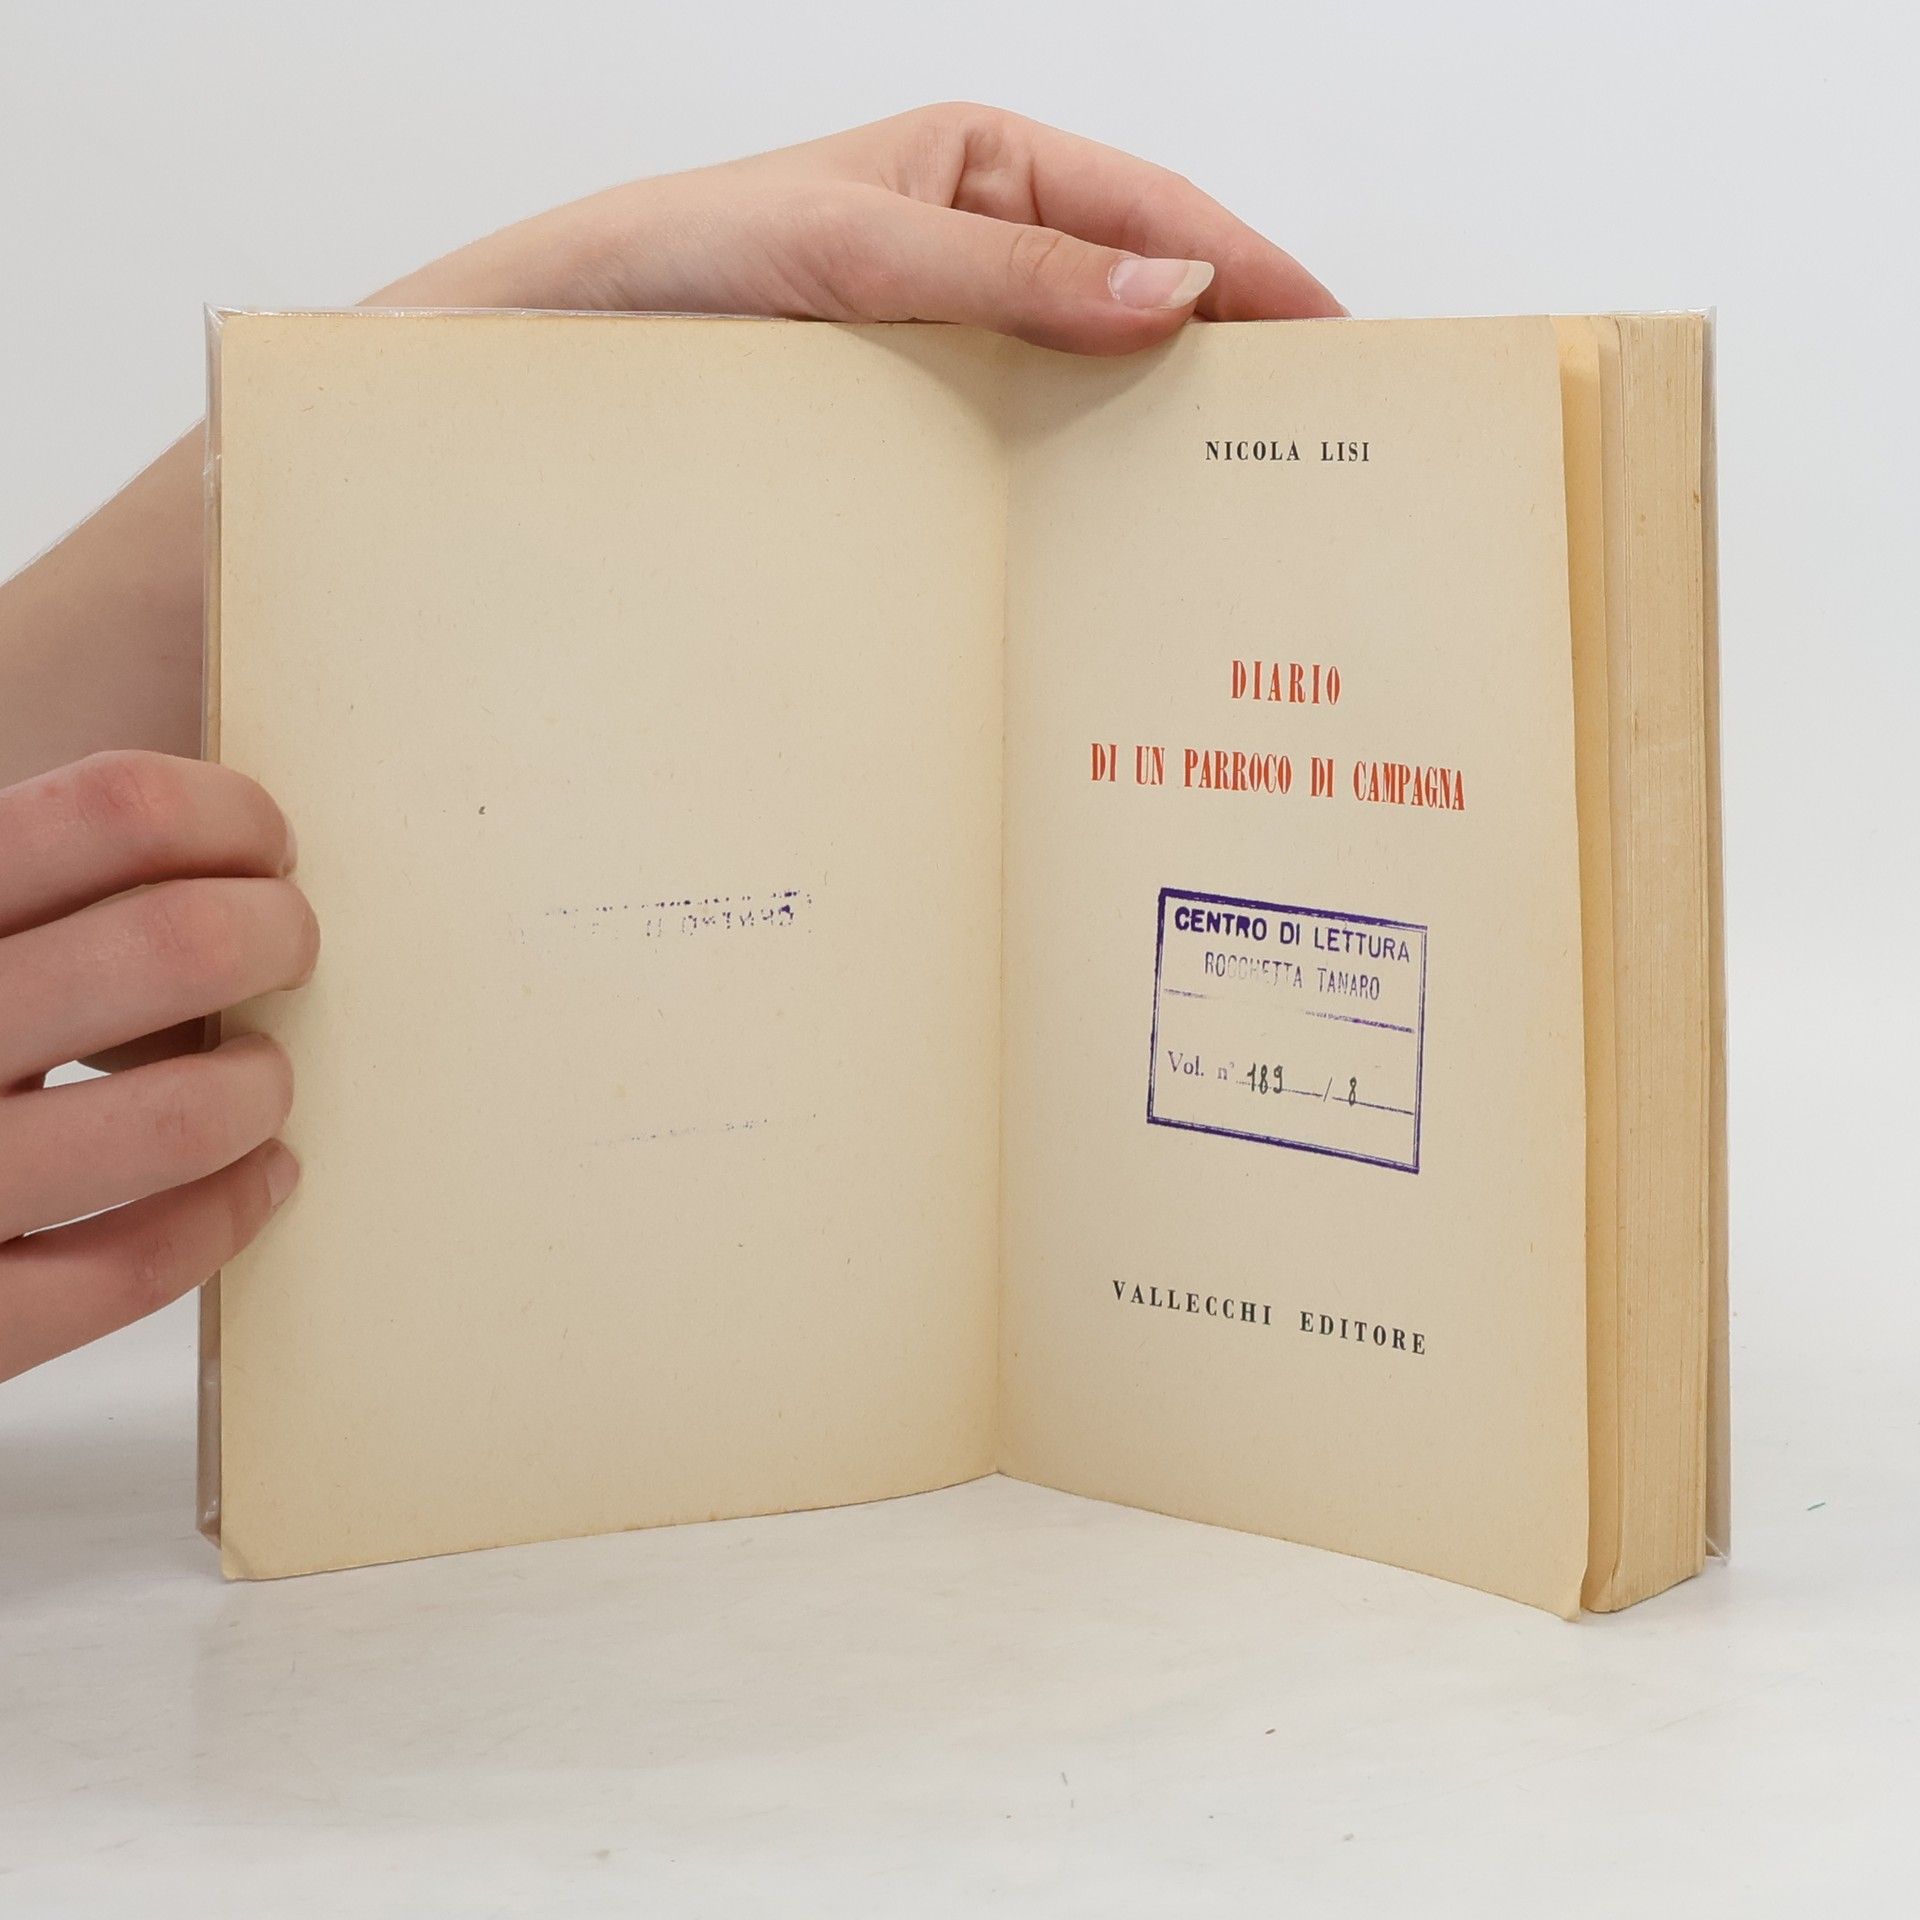 NICOLA LISI
DIARIO
DI UN PARROCO DI CAMPAGNA
CENTRO DI LETTURA
ROCCHETTA TANARO
Vol. n° 189 / 8
VALLECCHI EDITORE